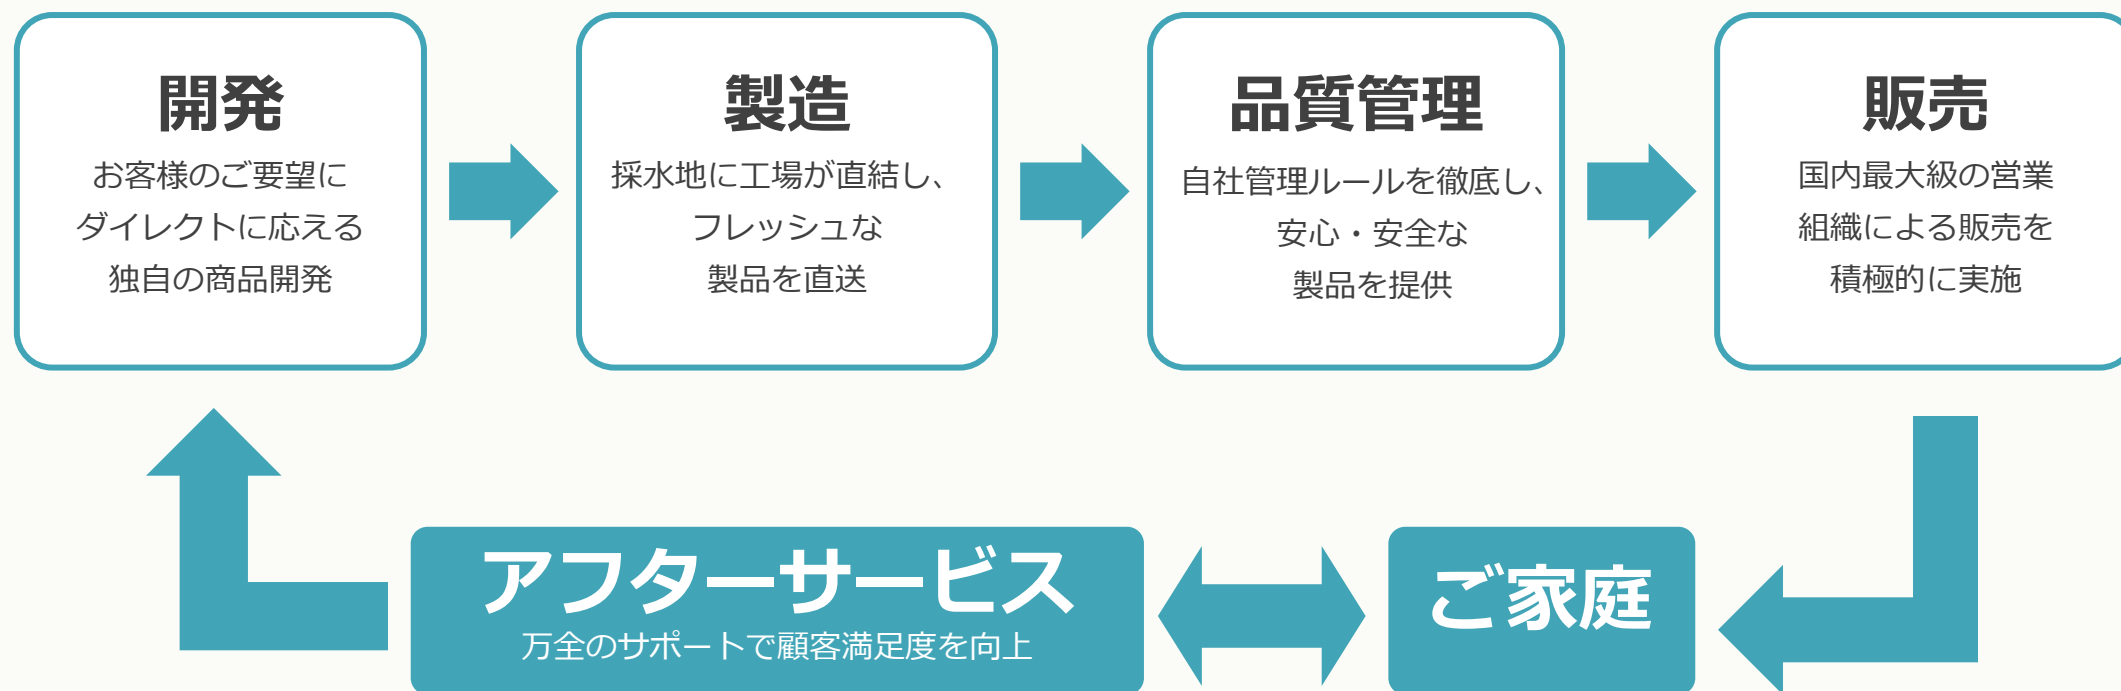 開発
お客様のご要望に
ダイレクトに応える
独自の商品開発
製造
採水地に工場が直結し、
フレッシュな
製品を直送
品質管理
自社管理ルールを徹底し、
安心・安全な
製品を提供
販売
国内最大級の営業
組織による販売を
積極的に実施
アフターサービス
万全のサポートで顧客満足度を向上
ご家庭